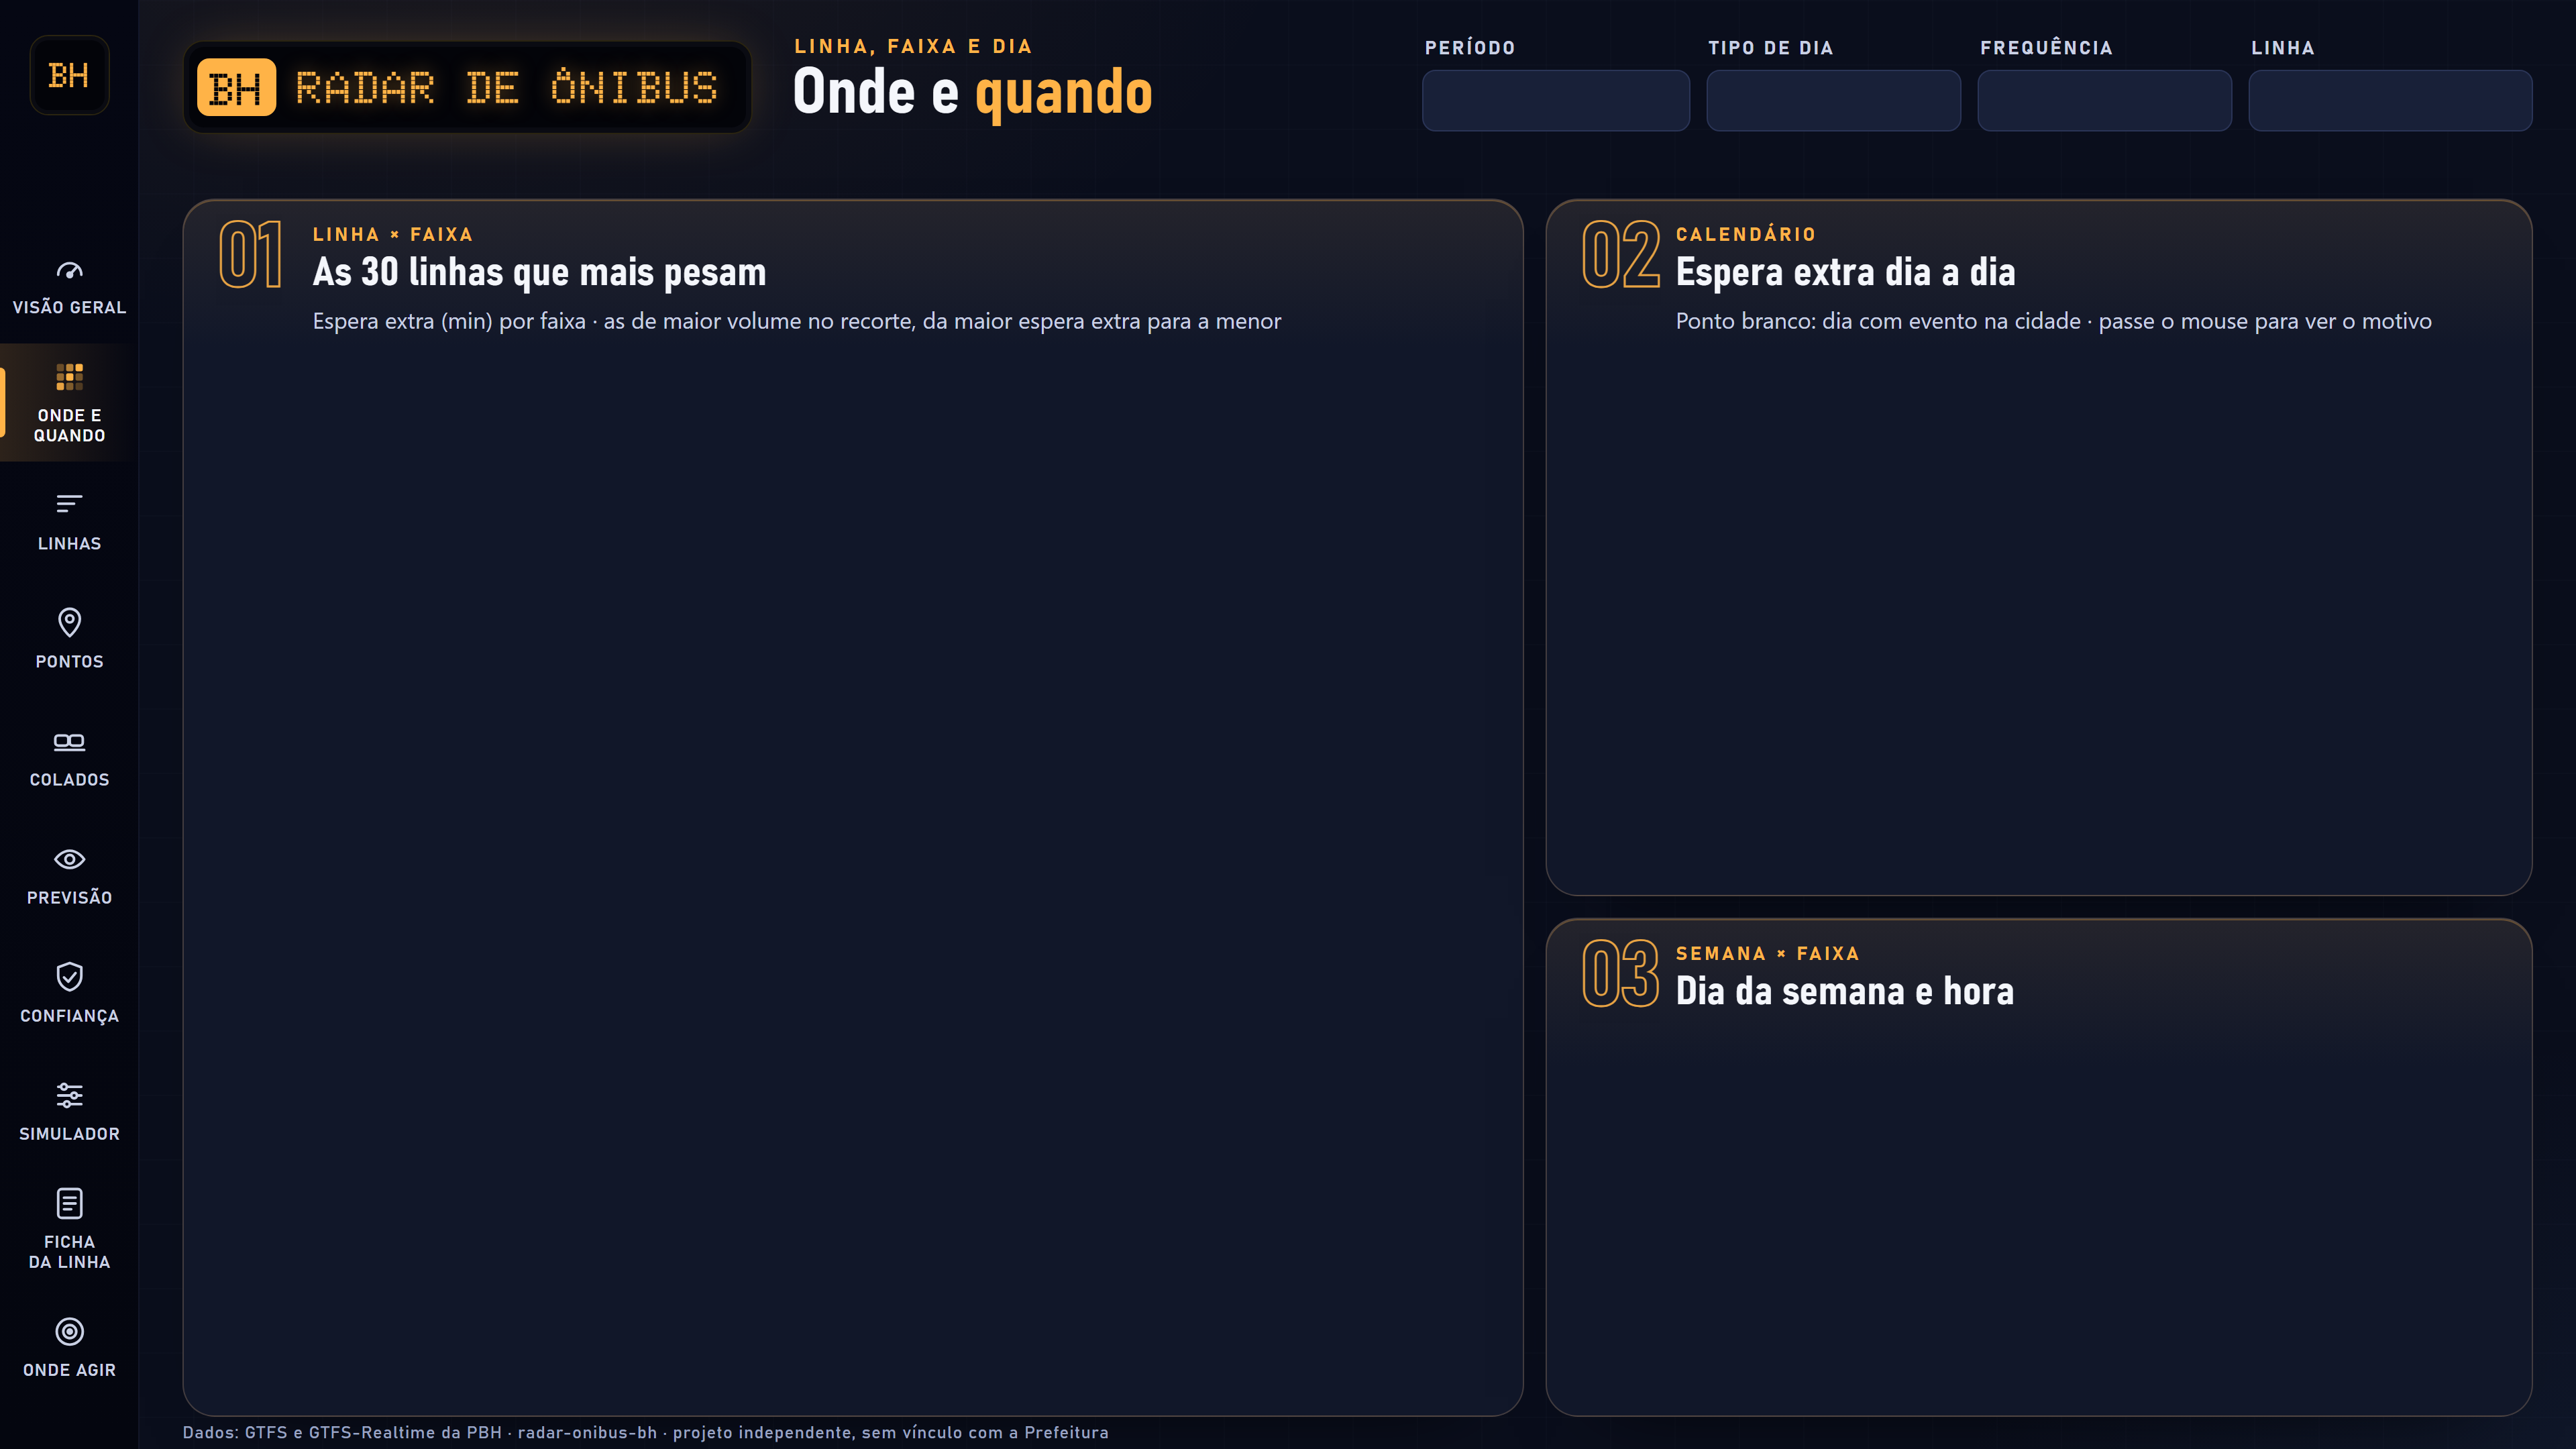 BH
BH RADAR DE ÔNIBUS
LINHA, FAIXA E DIA
Onde e quando
PERÍODO
TIPO DE DIA
FREQUÊNCIA
LINHA
VISÃO GERAL
ONDE E
QUANDO
LINHAS
PONTOS
COLADOS
PREVISÃO
CONFIANÇA
SIMULADOR
FICHA
DA LINHA
ONDE AGIR
01
LINHA × FAIXA
As 30 linhas que mais pesam
Espera extra (min) por faixa · as de maior volume no recorte, da maior espera extra para a menor
02
CALENDÁRIO
Espera extra dia a dia
Ponto branco: dia com evento na cidade · passe o mouse para ver o motivo
03
SEMANA × FAIXA
Dia da semana e hora
Dados: GTFS e GTFS-Realtime da PBH · radar-onibus-bh · projeto independente, sem vínculo com a Prefeitura